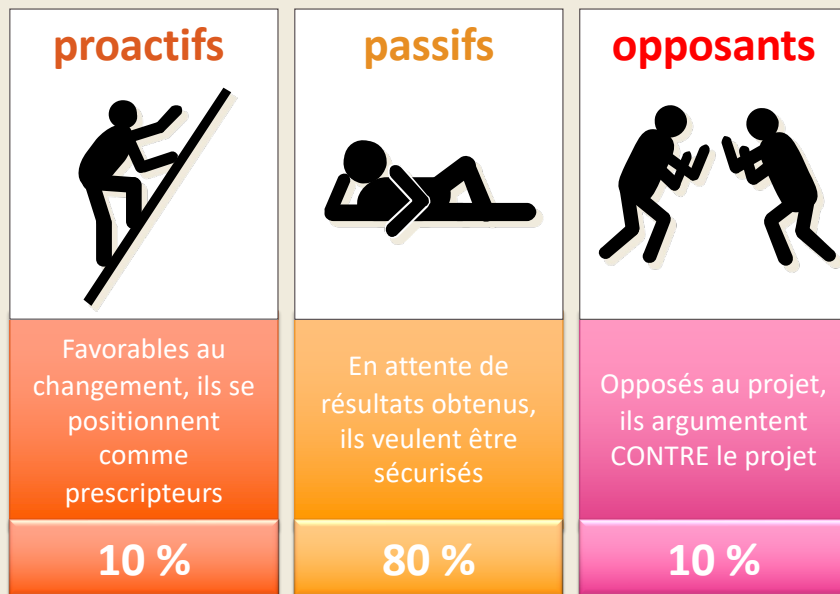 proactifs
Favorables au
changement, ils se
positionnent
comme
prescripteurs
10 %
passifs
En attente de
résultats obtenus,
ils veulent être
sécurisés
80 %
opposants
Opposés au projet,
ils argumentent
CONTRE le projet
10 %